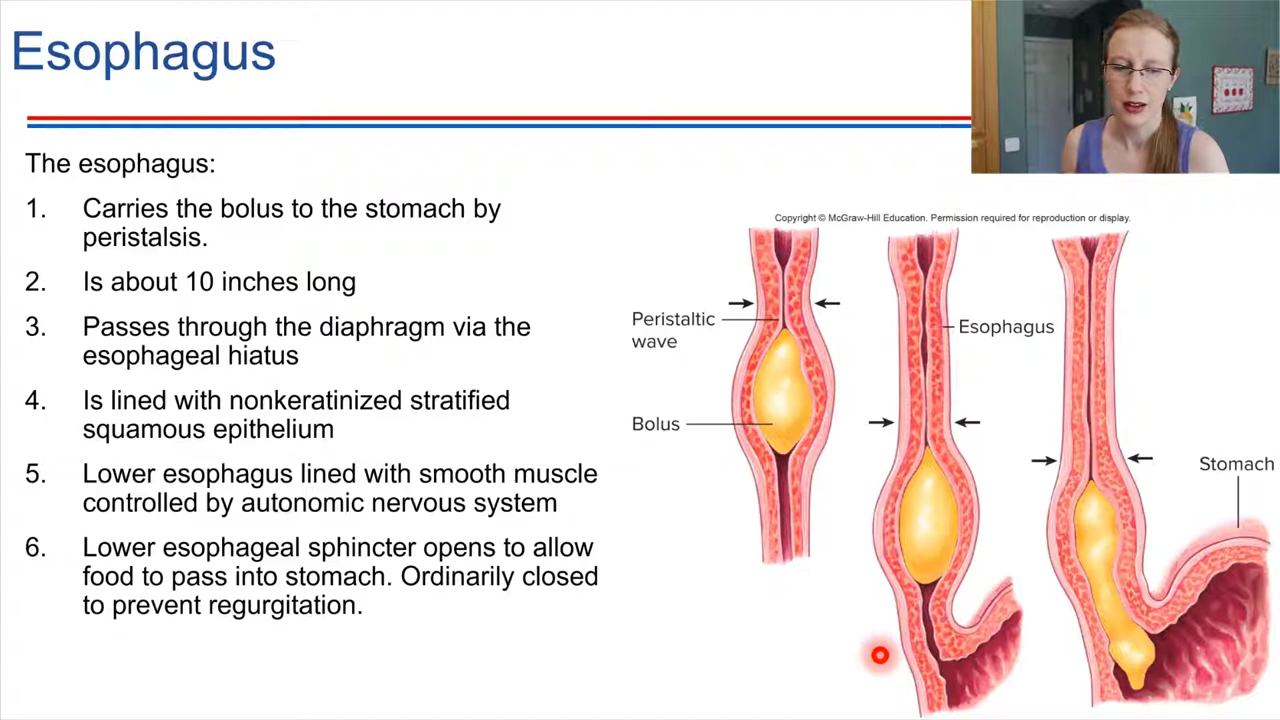 Esophagus
The esophagus:
1. Carries the bolus to the stomach by
peristalsis.
2. Is about 10 inches long
3. Passes through the diaphragm via the
esophageal hiatus
4. Is lined with nonkeratinized stratified
squamous epithelium
5. Lower esophagus lined with smooth muscle
controlled by autonomic nervous system
6. Lower esophageal sphincter opens to allow
food to pass into stomach. Ordinarily closed
to prevent regurgitation.
Copyright © McGraw-Hill Education. Permission required for reproduction or display.
Peristaltic
wave
Bolus
Esophagus
Stomach